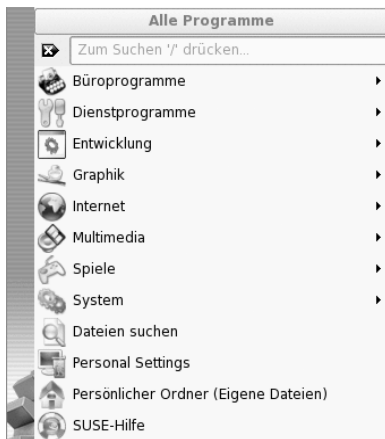 Alle Programme
Zum Suchen '/' drücken...
Büroprogramme
Dienstprogramme
Entwicklung
Graphik
Internet
Multimedia
Spiele
System
Dateien suchen
Personal Settings
Persönlicher Ordner (Eigene Dateien)
SUSE-Hilfe